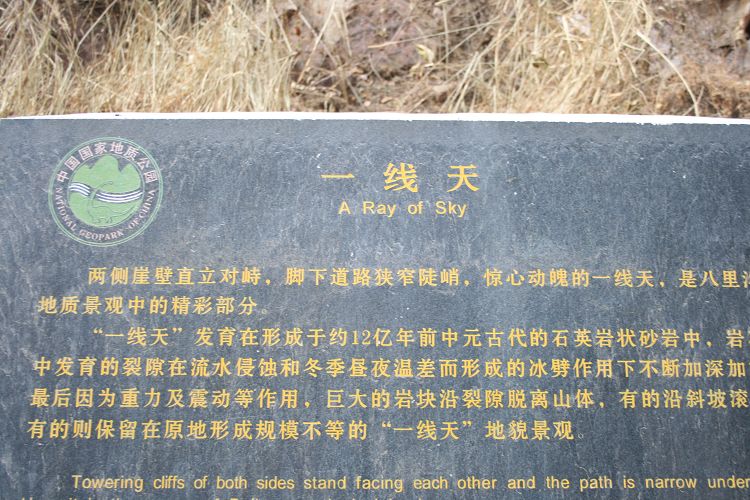 中国国家地质公园
NATIONAL GEOPARK OF CHINA
一线天
A Ray of Sky
两侧崖壁直立对峙，脚下道路狭窄陡峭，惊心动魄的一线天，是八里沟
地质景观中的精彩部分。
“一线天”发育在形成于约12亿年前中元古代的石英岩状砂岩中，岩
中发育的裂隙在流水侵蚀和冬季昼夜温差而形成的冰劈作用下不断加深加
最后因为重力及震动等作用，巨大的岩块沿裂隙脱离山体，有的沿斜坡滚
有的则保留在原地形成规模不等的“一线天”地貌景观。
Towering cliffs of both sides stand facing each other and the path is narrow under